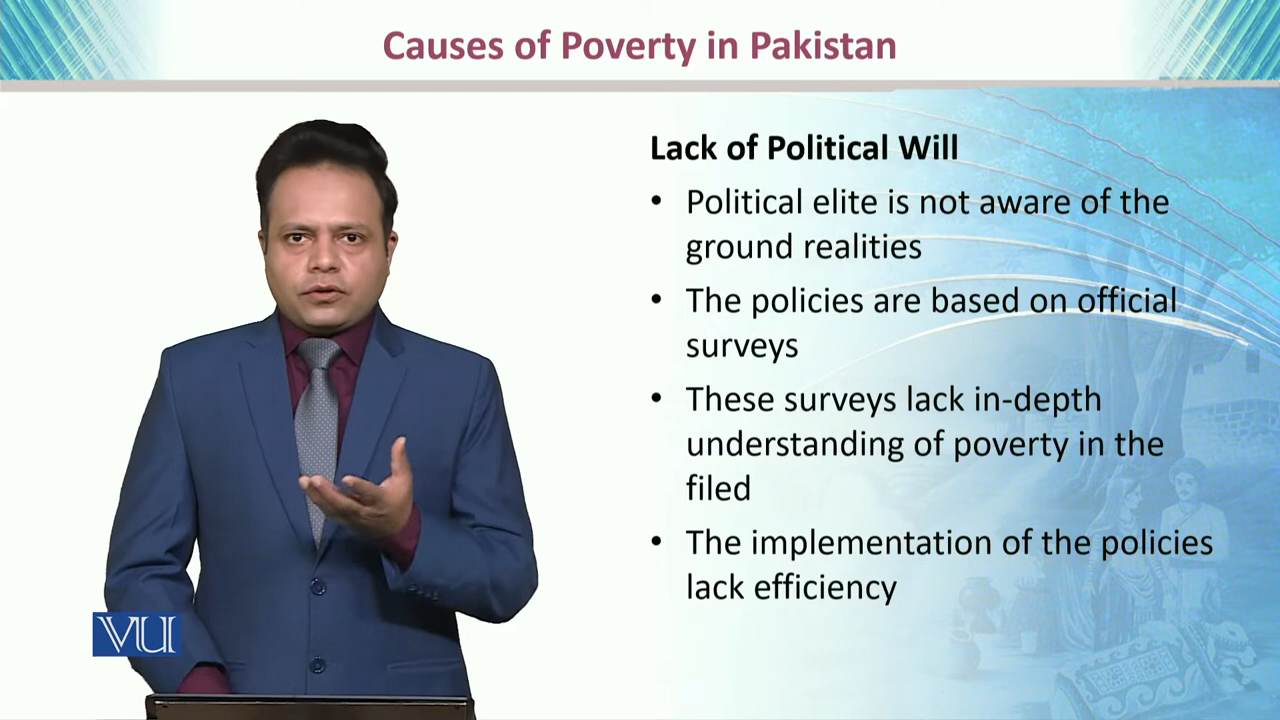 Causes of Poverty in Pakistan
Lack of Political Will
• Political elite is not aware of the
ground realities
• The policies are based on official
surveys
• These surveys lack in-depth
understanding of poverty in the
filed
• The implementation of the policies
lack efficiency
VU